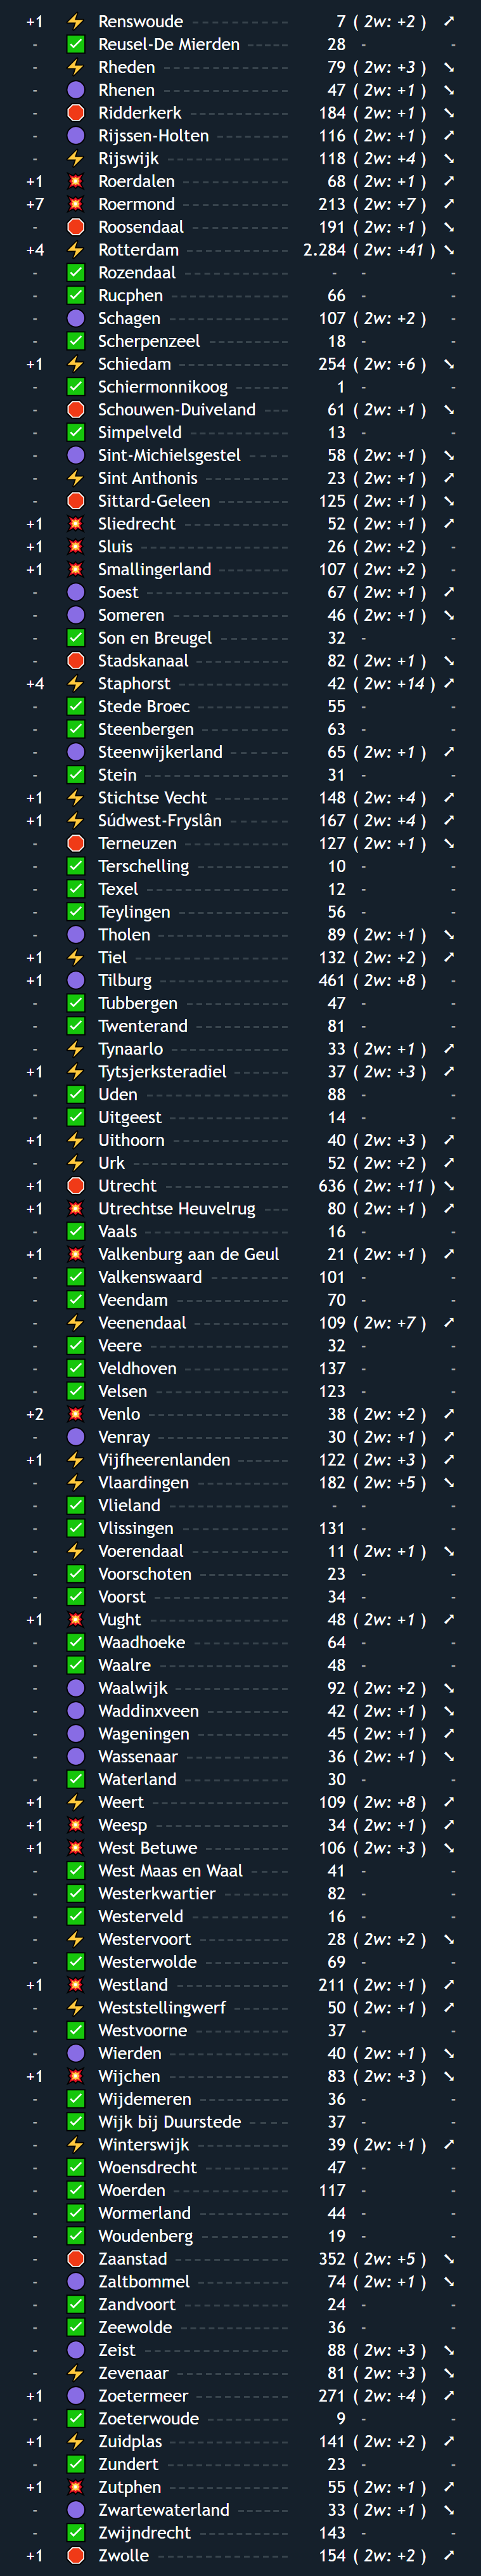 +1 ⚡ Renswoude ------------ 7 ( 2w: +2 ) ↗
- ✅ Reusel-De Mierden ------ 28 - -
- ⚡ Rheden ---------------- 79 ( 2w: +3 ) ↘
- 🟣 Rhenen ---------------- 47 ( 2w: +1 ) ↘
- 🛑 Ridderkerk ------------- 184 ( 2w: +1 ) ↘
- 🟣 Rijssen-Holten --------- 116 ( 2w: +1 ) ↗
- ⚡ Rijswijk --------------- 118 ( 2w: +4 ) ↘
+1 💥 Roerdalen ------------- 68 ( 2w: +1 ) ↗
+7 💥 Roermond ------------- 213 ( 2w: +7 ) ↗
- 🛑 Roosendaal ------------ 191 ( 2w: +1 ) ↘
+4 ⚡ Rotterdam ------------ 2.284 ( 2w: +41 ) ↘
- ✅ Rozendaal ------------- - - -
- ✅ Rucphen -------------- 66 - -
- 🟣 Schagen -------------- 107 ( 2w: +2 ) -
- ✅ Scherpenzeel ---------- 18 - -
+1 ⚡ Schiedam ------------- 254 ( 2w: +6 ) ↘
- ✅ Schiermonnikoog ------- 1 - -
- 🛑 Schouwen-Duiveland ---- 61 ( 2w: +1 ) ↘
- ✅ Simpelveld ------------ 13 - -
- 🟣 Sint-Michielsgestel ----- 58 ( 2w: +1 ) ↘
- ⚡ Sint Anthonis ---------- 23 ( 2w: +1 ) ↗
- 🛑 Sittard-Geleen --------- 125 ( 2w: +1 ) ↘
+1 💥 Sliedrecht ------------- 52 ( 2w: +1 ) ↗
+1 💥 Sluis ------------------ 26 ( 2w: +2 ) -
+1 💥 Smallingerland -------- 107 ( 2w: +2 ) -
- 🟣 Soest ----------------- 67 ( 2w: +1 ) ↗
- 🟣 Someren -------------- 46 ( 2w: +1 ) ↘
- ✅ Son en Breugel --------- 32 - -
- 🛑 Stadskanaal ----------- 82 ( 2w: +1 ) ↘
+4 ⚡ Staphorst ------------- 42 ( 2w: +14 ) ↗
- ✅ Stede Broec ----------- 55 - -
- ✅ Steenbergen ----------- 63 - -
- 🟣 Steenwijkerland ------- 65 ( 2w: +1 ) ↗
- ✅ Stein ----------------- 31 - -
+1 ⚡ Stichtse Vecht --------- 148 ( 2w: +4 ) ↗
+1 ⚡ Súdwest-Fryslân ------- 167 ( 2w: +4 ) ↗
- 🛑 Terneuzen ------------ 127 ( 2w: +1 ) ↘
- ✅ Terschelling ----------- 10 - -
- ✅ Texel ----------------- 12 - -
- ✅ Teylingen ------------- 56 - -
- 🟣 Tholen ---------------- 89 ( 2w: +1 ) ↘
+1 ⚡ Tiel ------------------ 132 ( 2w: +2 ) ↗
+1 🟣 Tilburg --------------- 461 ( 2w: +8 ) -
- ✅ Tubbergen ------------ 47 - -
- ✅ Twenterand ----------- 81 - -
- ⚡ Tynaarlo -------------- 33 ( 2w: +1 ) ↗
+1 ⚡ Tytsjerksteradiel ------ 37 ( 2w: +3 ) ↗
- ✅ Uden ----------------- 88 - -
- ✅ Uitgeest -------------- 14 - -
+1 ⚡ Uithoorn ------------- 40 ( 2w: +3 ) ↗
- ⚡ Urk ------------------ 52 ( 2w: +2 ) ↗
+1 🛑 Utrecht --------------- 636 ( 2w: +11 ) ↘
+1 💥 Utrechtse Heuvelrug --- 80 ( 2w: +1 ) ↗
- ✅ Vaals ----------------- 16 - -
+1 💥 Valkenburg aan de Geul 21 ( 2w: +1 ) ↗
- ✅ Valkenswaard ---------- 101 - -
- ✅ Veendam ------------- 70 - -
- ⚡ Veenendaal ----------- 109 ( 2w: +7 ) ↗
- ✅ Veere ---------------- 32 - -
- ✅ Veldhoven ------------ 137 - -
- ✅ Velsen ---------------- 123 - -
+2 💥 Venlo ---------------- 38 ( 2w: +2 ) ↗
- 🟣 Venray --------------- 30 ( 2w: +1 ) ↗
+1 ⚡ Vijfheerenlanden ------ 122 ( 2w: +3 ) ↗
- ⚡ Vlaardingen ----------- 182 ( 2w: +5 ) ↘
- ✅ Vlieland -------------- - - -
- ✅ Vlissingen ------------ 131 - -
- ⚡ Voerendaal ----------- 11 ( 2w: +1 ) ↘
- ✅ Voorschoten ---------- 23 - -
- ✅ Voorst ---------------- 34 - -
+1 💥 Vught ---------------- 48 ( 2w: +1 ) ↗
- ✅ Waadhoeke ----------- 64 - -
- ✅ Waalre --------------- 48 - -
- 🟣 Waalwijk ------------- 92 ( 2w: +2 ) ↘
- 🟣 Waddinxveen --------- 42 ( 2w: +1 ) ↘
- 🟣 Wageningen ---------- 45 ( 2w: +1 ) ↗
- 🟣 Wassenaar ----------- 36 ( 2w: +1 ) ↘
- ✅ Waterland ------------ 30 - -
+1 ⚡ Weert ---------------- 109 ( 2w: +8 ) ↗
+1 💥 Weesp ---------------- 34 ( 2w: +1 ) ↗
+1 💥 West Betuwe ---------- 106 ( 2w: +3 ) ↘
- ✅ West Maas en Waal ----- 41 - -
- ✅ Westerkwartier -------- 82 - -
- ✅ Westerveld ----------- 16 - -
- ⚡ Westervoort ---------- 28 ( 2w: +2 ) ↘
- ✅ Westerwolde ---------- 69 - -
+1 💥 Westland ------------- 211 ( 2w: +1 ) ↗
- ⚡ Weststellingwerf ------ 50 ( 2w: +1 ) ↗
- ✅ Westvoorne ----------- 37 - -
- 🟣 Wierden -------------- 40 ( 2w: +1 ) ↘
+1 💥 Wijchen -------------- 83 ( 2w: +3 ) ↘
- ✅ Wijdemeren ---------- 36 - -
- ✅ Wijk bij Duurstede ---- 37 - -
- ⚡ Winterswijk ----------- 39 ( 2w: +1 ) ↗
- ✅ Woensdrecht ---------- 47 - -
- ✅ Woerden ------------- 117 - -
- ✅ Wormerland ---------- 44 - -
- ✅ Woudenberg ---------- 19 - -
- 🛑 Zaanstad ------------- 352 ( 2w: +5 ) ↘
- 🟣 Zaltbommel ---------- 74 ( 2w: +1 ) ↘
- ✅ Zandvoort ------------ 24 - -
- ✅ Zeewolde ------------ 36 - -
- 🟣 Zeist ----------------- 88 ( 2w: +3 ) ↘
- ⚡ Zevenaar ------------- 81 ( 2w: +3 ) ↘
+1 🟣 Zoetermeer ----------- 271 ( 2w: +4 ) ↗
- ✅ Zoeterwoude --------- 9 - -
+1 ⚡ Zuidplas -------------- 141 ( 2w: +2 ) ↗
- ✅ Zundert -------------- 23 - -
+1 💥 Zutphen -------------- 55 ( 2w: +1 ) ↗
- 🟣 Zwartewaterland ------ 33 ( 2w: +1 ) ↘
- ✅ Zwijndrecht ----------- 143 - -
+1 🛑 Zwolle ---------------- 154 ( 2w: +2 ) ↗